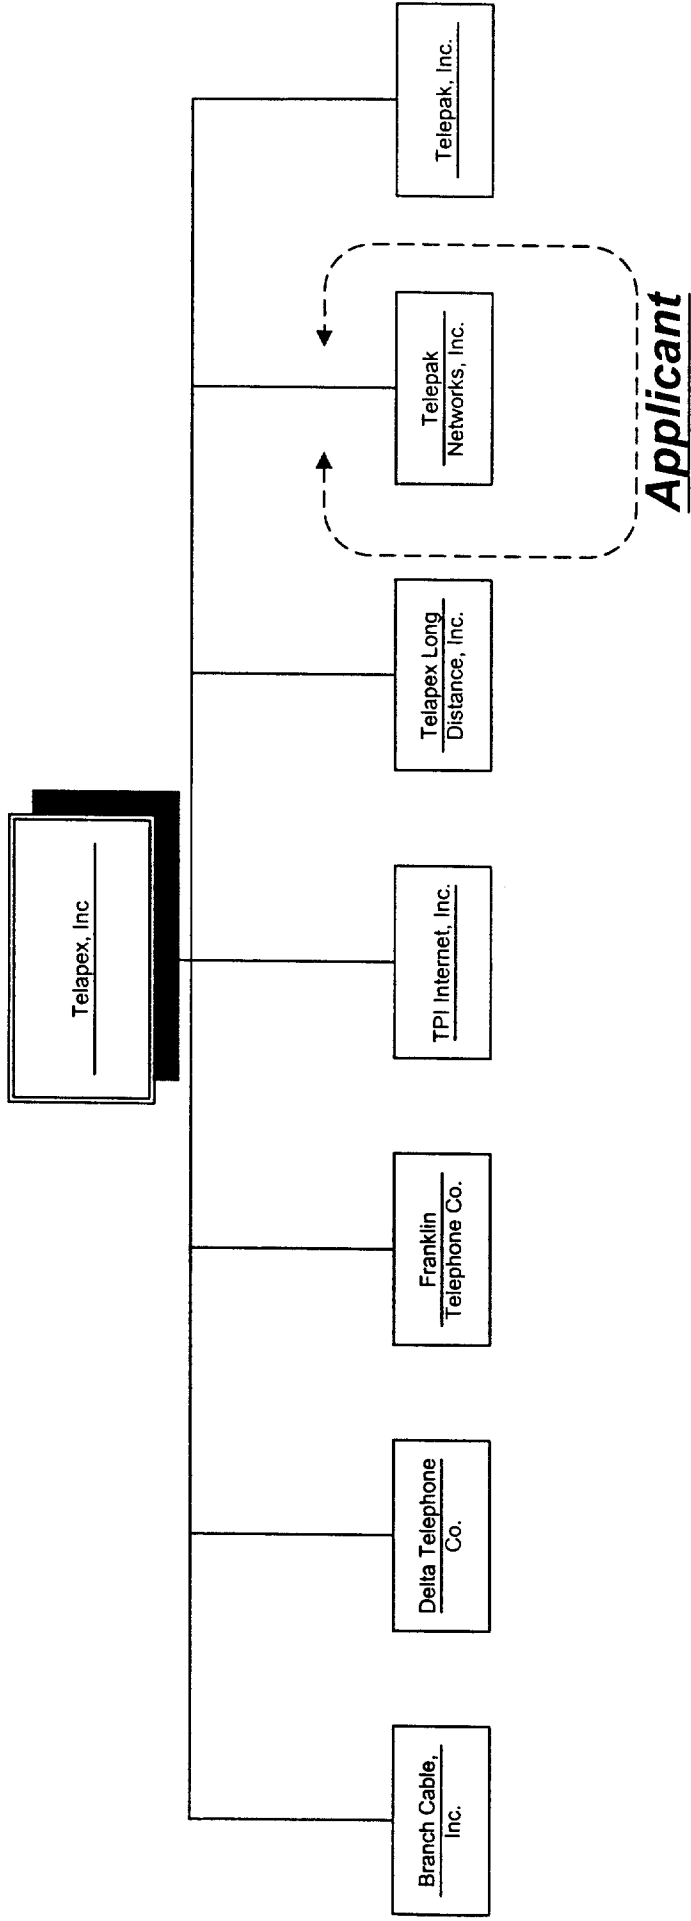 Telapex, Inc
Branch Cable,
Inc.
Delta Telephone
Co.
Franklin
Telephone Co.
TPI Internet, Inc.
Telapex Long
Distance, Inc.
Telepak
Networks, Inc.
Telepak, Inc.
Applicant